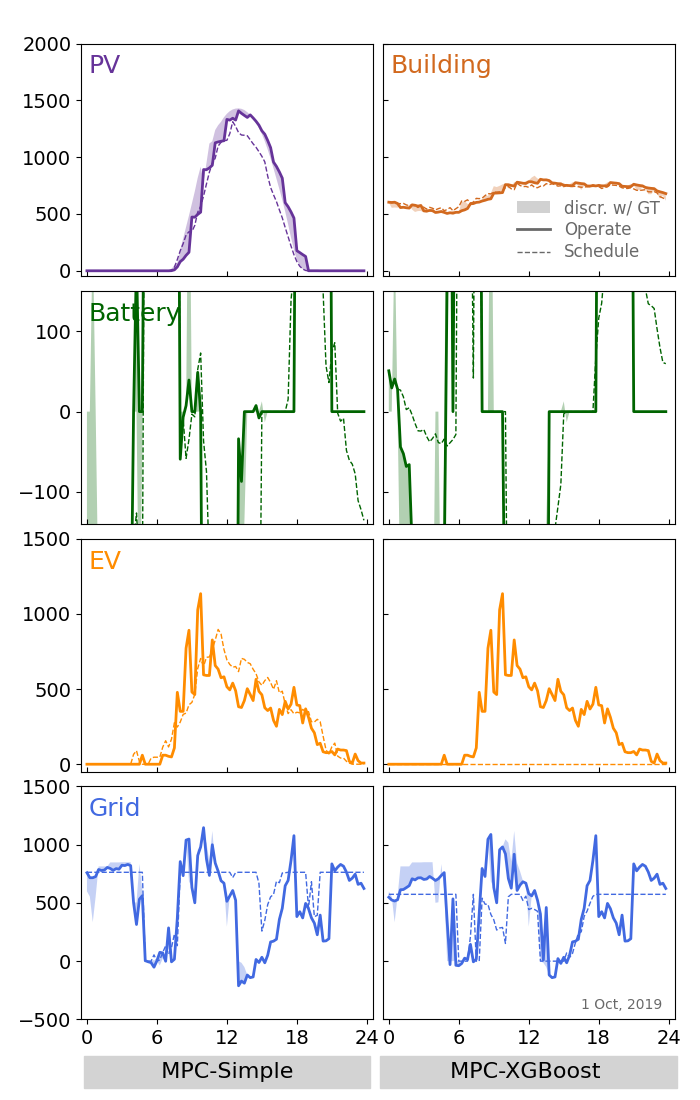 PV
Building
2000
1500
1000
500
0
discr. w/ GT
Operate
Schedule
Battery
100
0
−100
EV
1500
1000
500
0
Grid
1500
1000
500
0
−500
1 Oct, 2019
0 6 12 18 24 0 6 12 18 24
MPC-Simple MPC-XGBoost